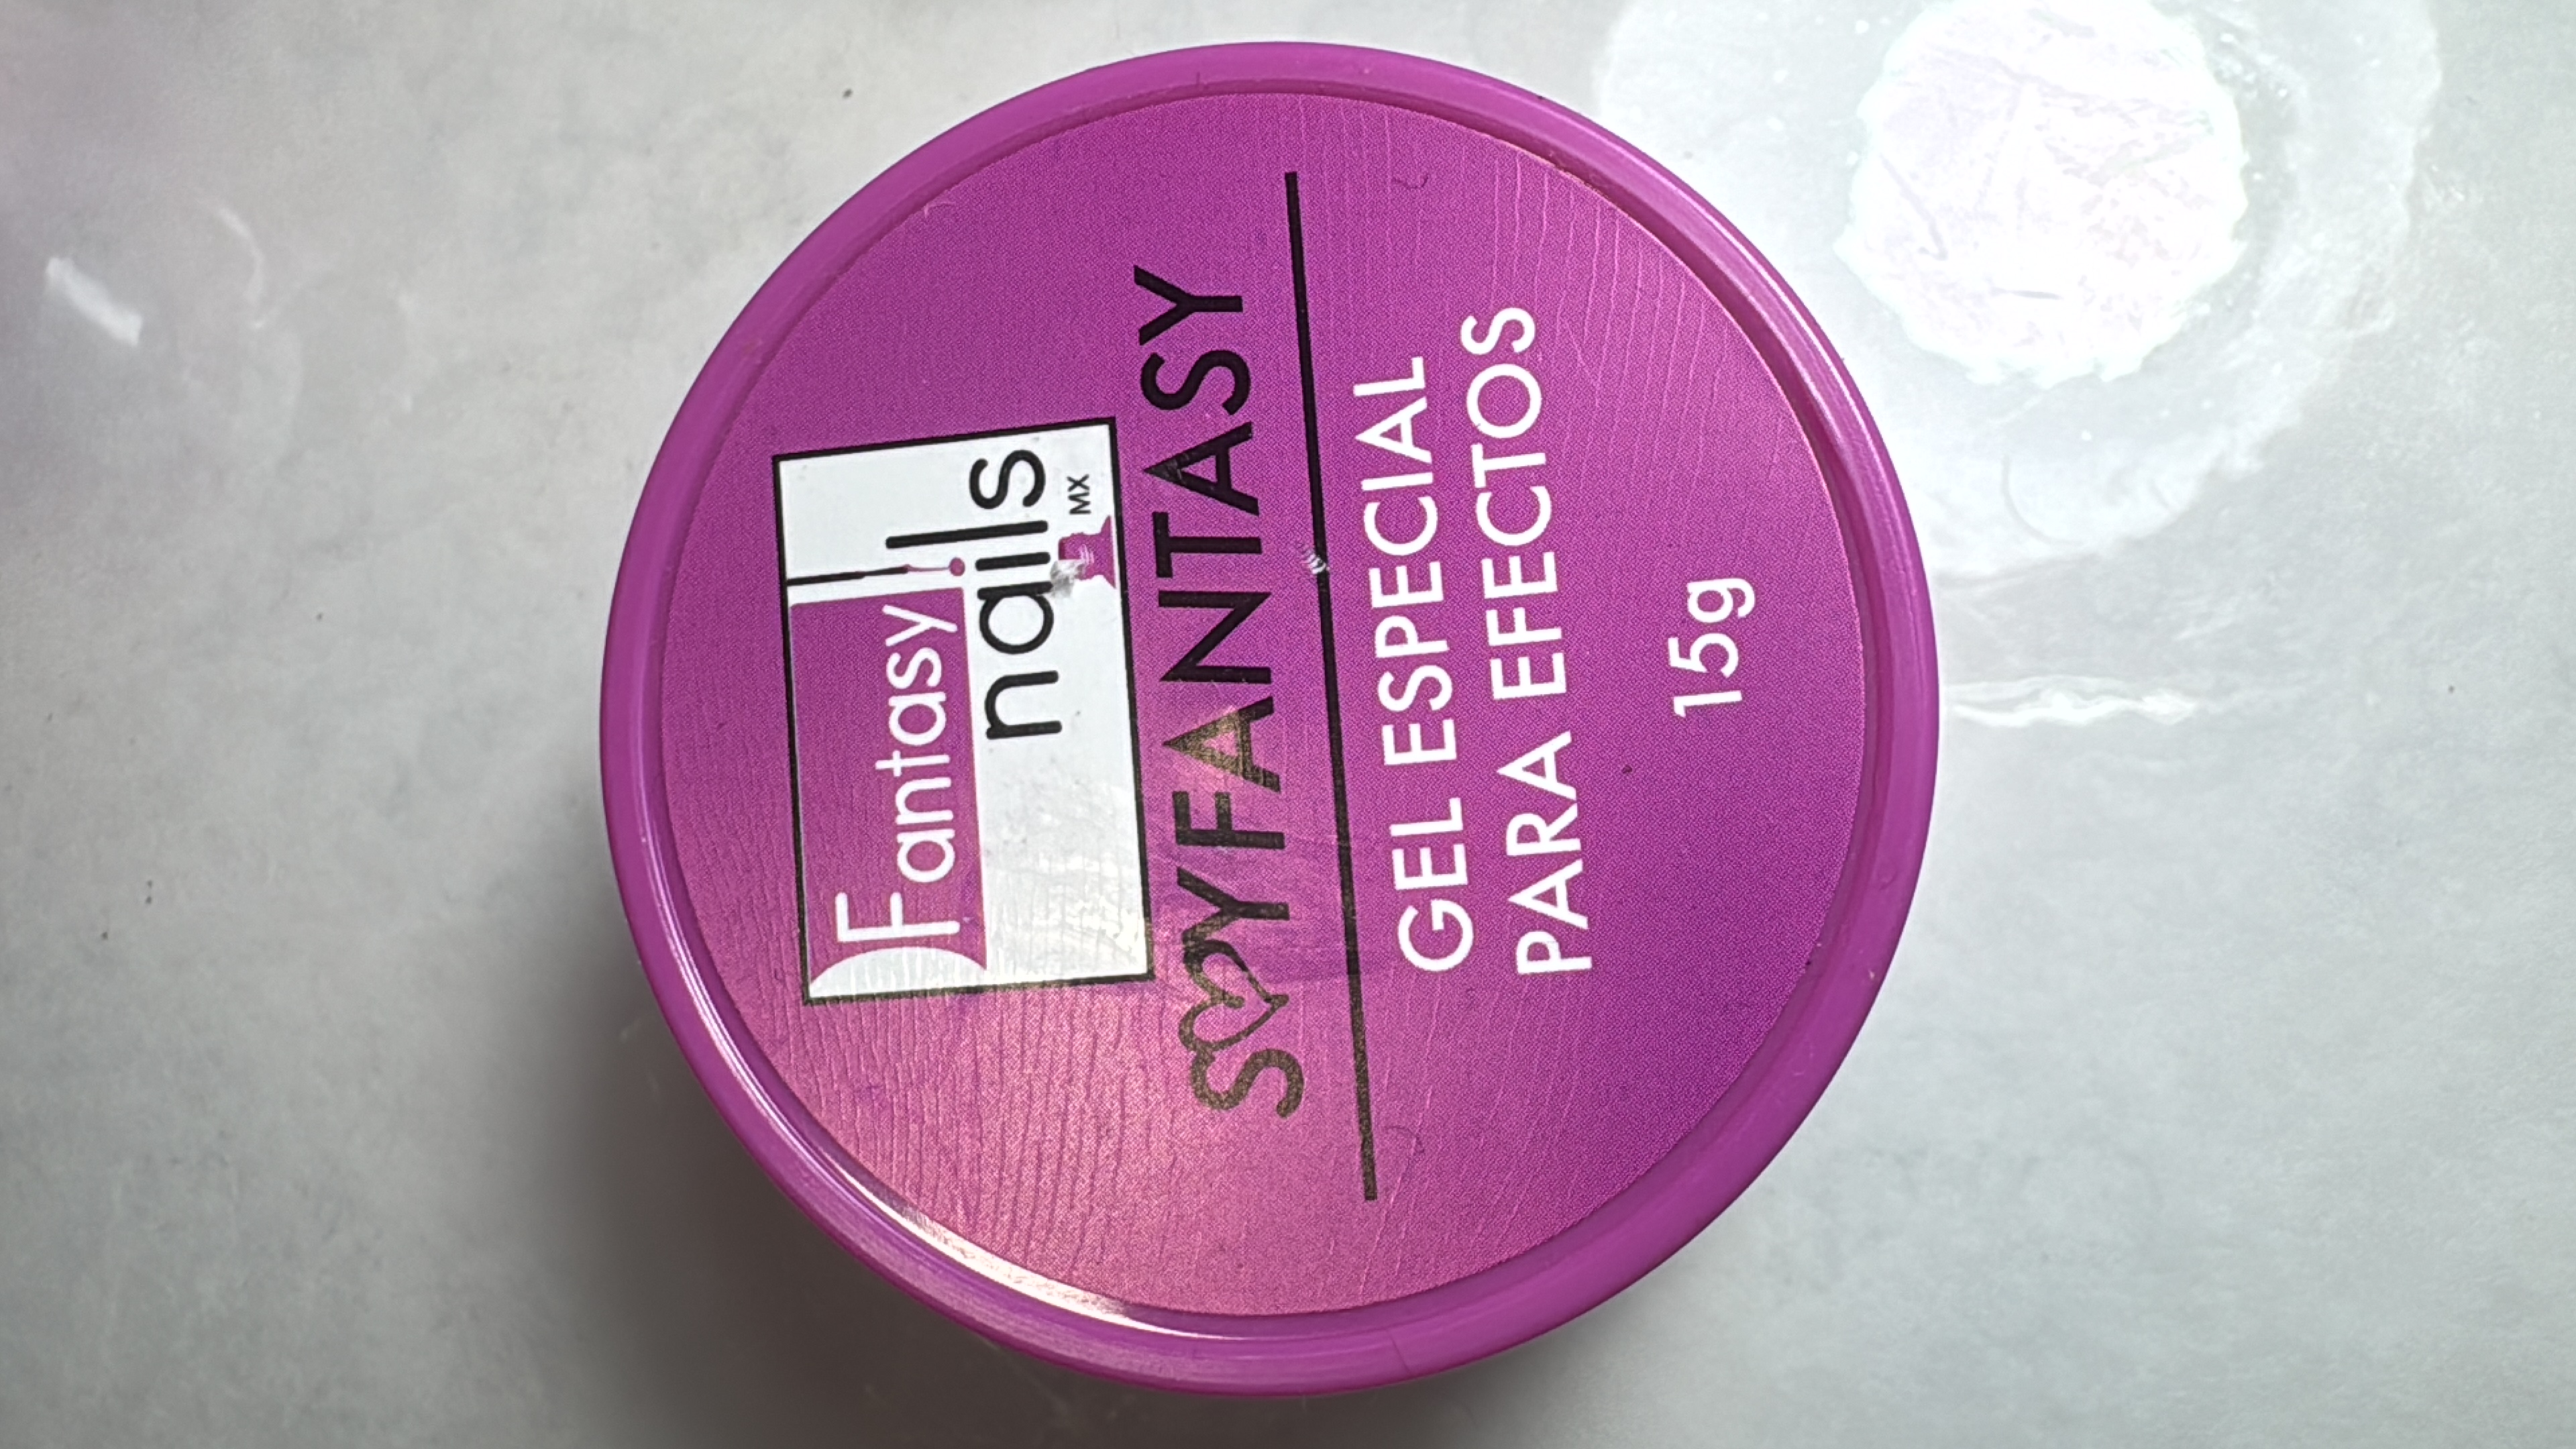 Fantasy
nails
MX
SOYFANTASY
GEL ESPECIAL
PARA EFECTOS
15g